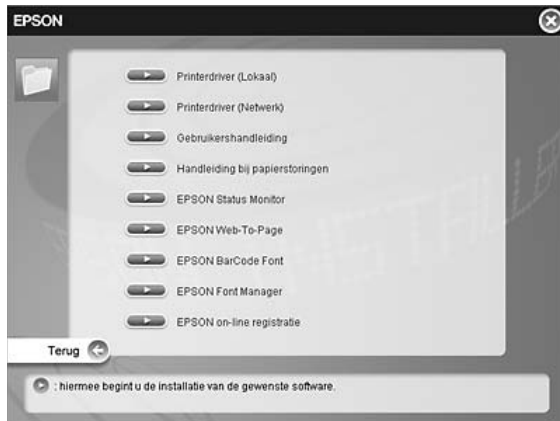 EPSON
Printerdriver (Lokaal)
Printerdriver (Netwerk)
Gebruikershandleiding
Handleiding bij papierstoringen
EPSON Status Monitor
EPSON Web-To-Page
EPSON BarCode Font
EPSON Font Manager
EPSON on-line registratie
Terug
: hiermee begint u de installatie van de gewenste software.